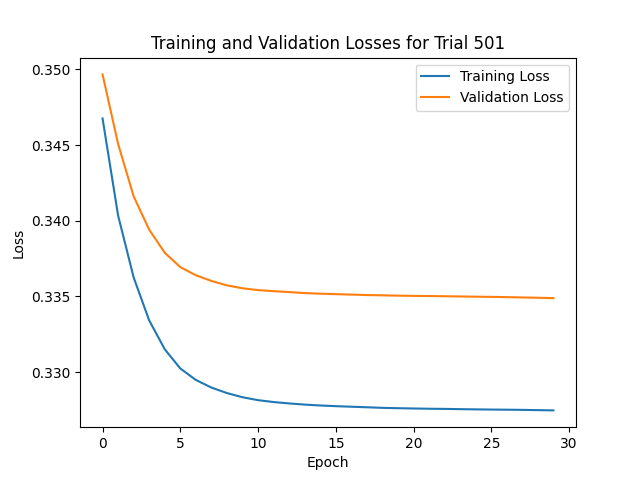 Training and Validation Losses for Trial 501
Training Loss
Validation Loss
0.350
0.345
0.340
0.335
0.330
Loss
0 5 10 15 20 25 30
Epoch